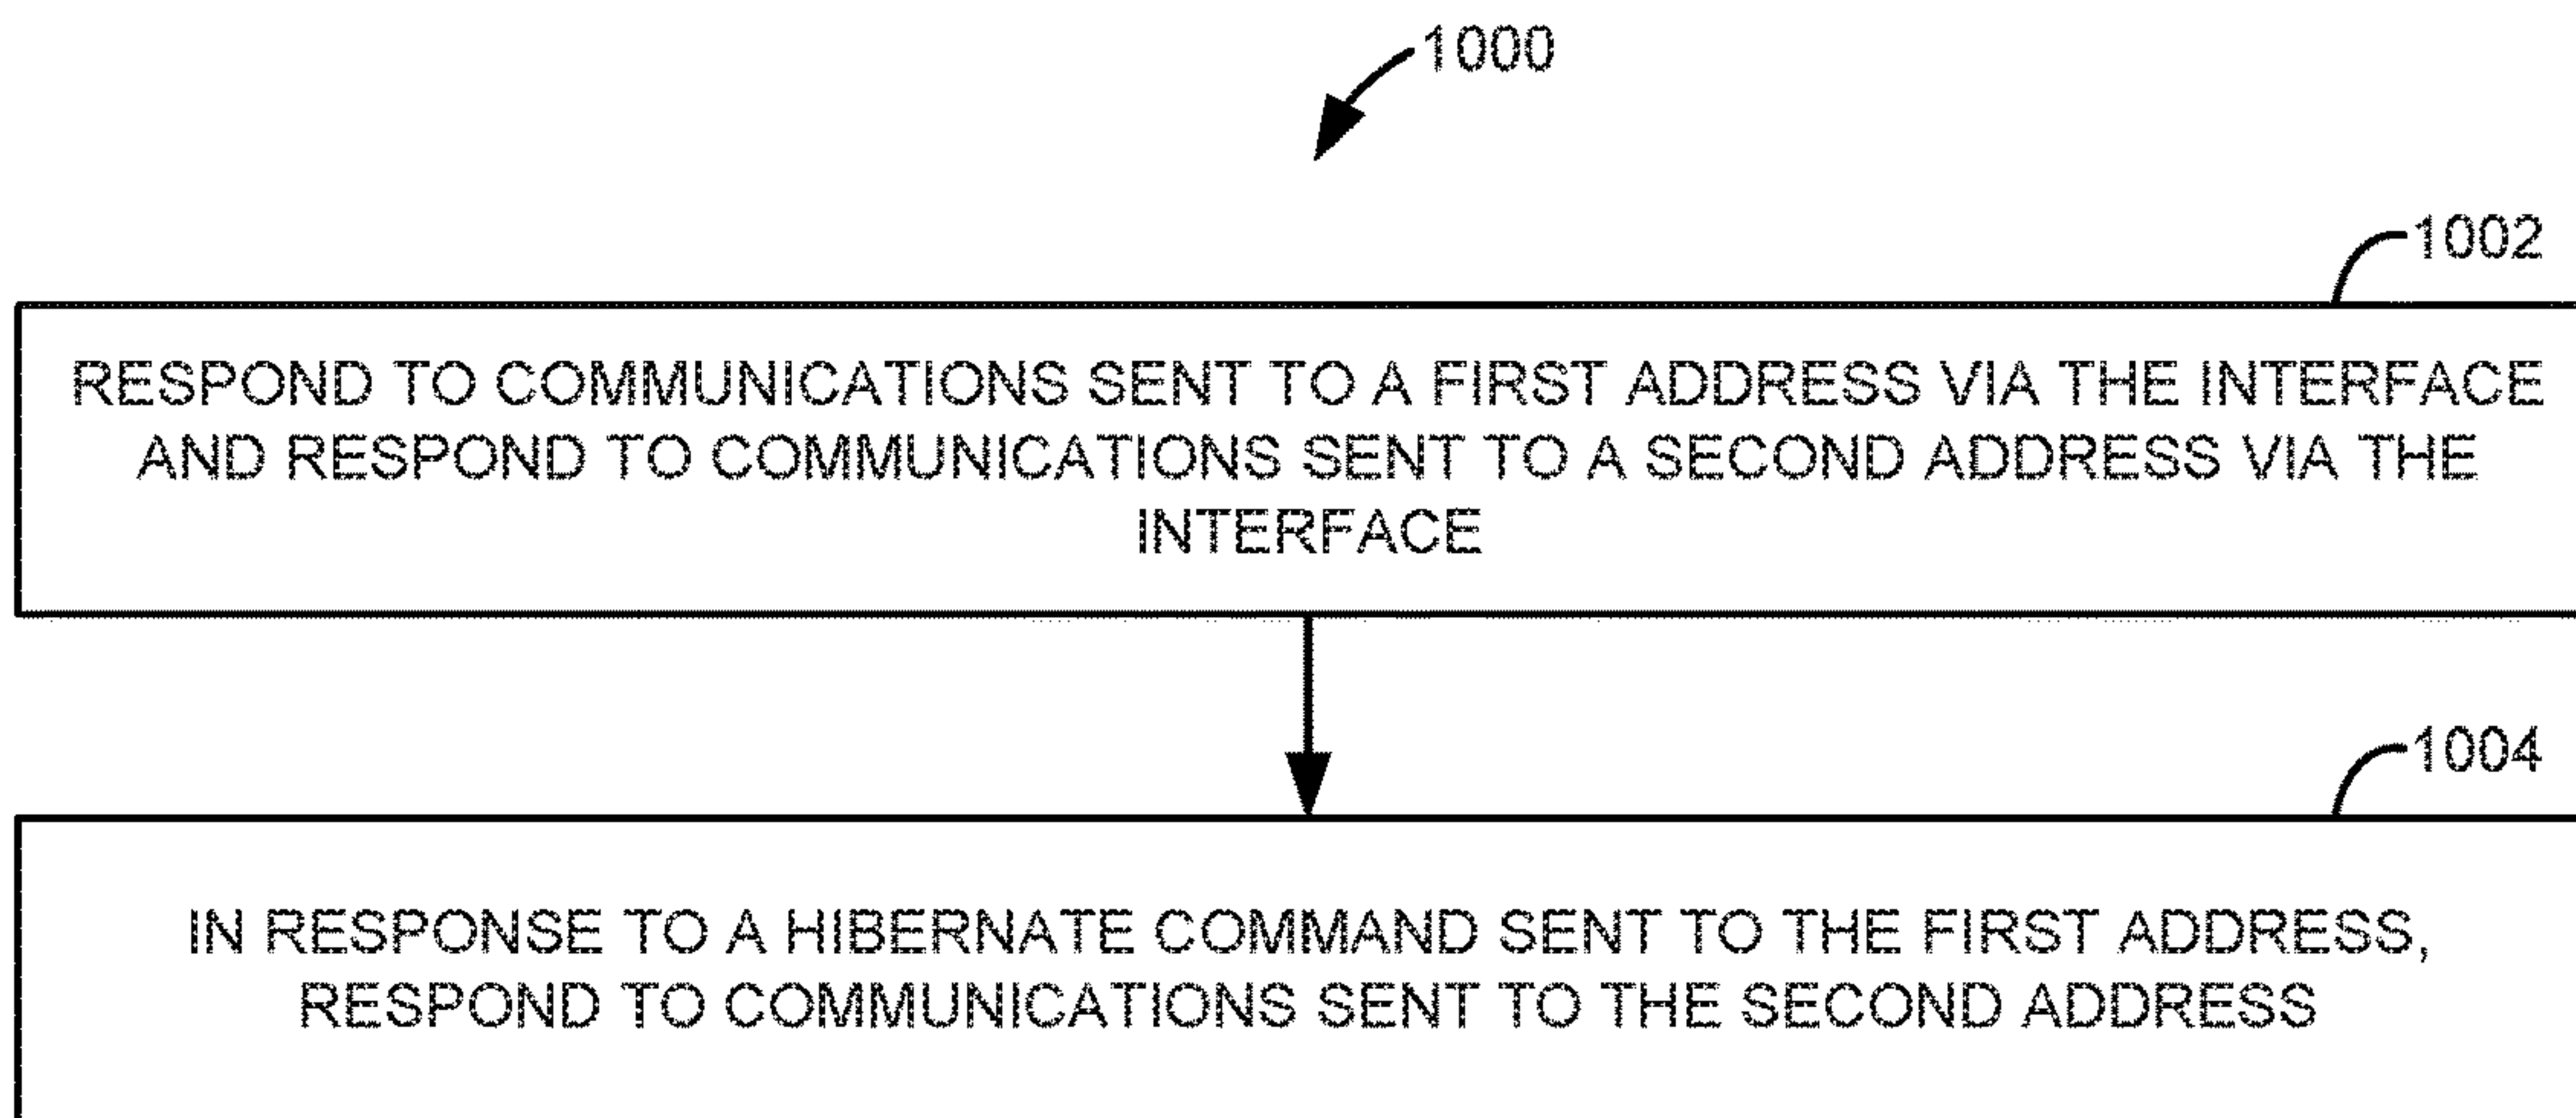 1000
1002
RESPOND TO COMMUNICATIONS SENT TO A FIRST ADDRESS VIA THE INTERFACE
AND RESPOND TO COMMUNICATIONS SENT TO A SECOND ADDRESS VIA THE
INTERFACE
1004
IN RESPONSE TO A HIBERNATE COMMAND SENT TO THE FIRST ADDRESS,
RESPOND TO COMMUNICATIONS SENT TO THE SECOND ADDRESS